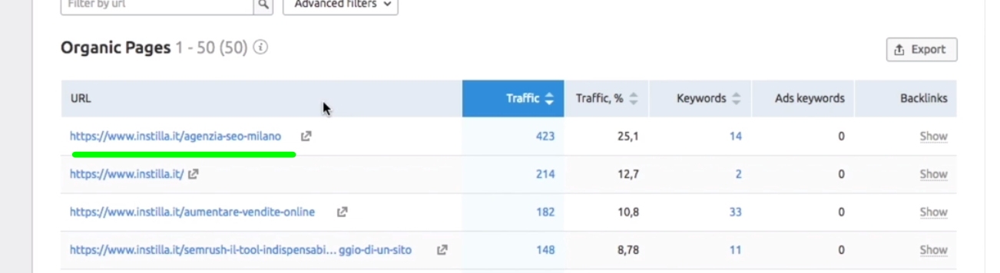 Filter by url Advanced filters
Organic Pages 1 - 50 (50) i Export
URL Traffic Traffic, % Keywords Ads keywords Backlinks
https://www.instilla.it/agenzia-seo-milano 423 25,1 14 0 Show
https://www.instilla.it/ 214 12,7 2 0 Show
https://www.instilla.it/aumentare-vendite-online 182 10,8 33 0 Show
https://www.instilla.it/semrush-il-tool-indispensabi... ggio-di-un-sito 148 8,78 11 0 Show